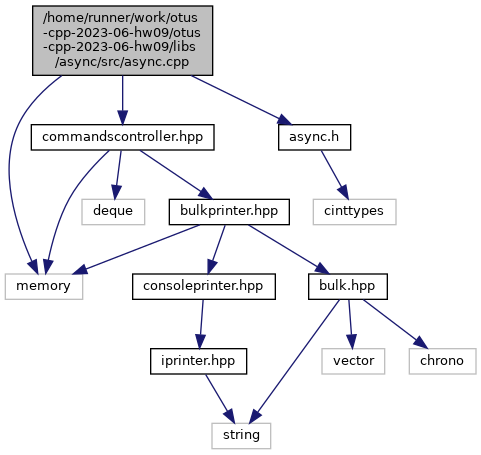 /home/runner/work/otus
-cpp-2023-06-hw09/otus
-cpp-2023-06-hw09/libs
/async/src/async.cpp
commandscontroller.hpp
async.h
deque
bulkprinter.hpp
cinttypes
memory
consoleprinter.hpp
bulk.hpp
iprinter.hpp
vector
chrono
string